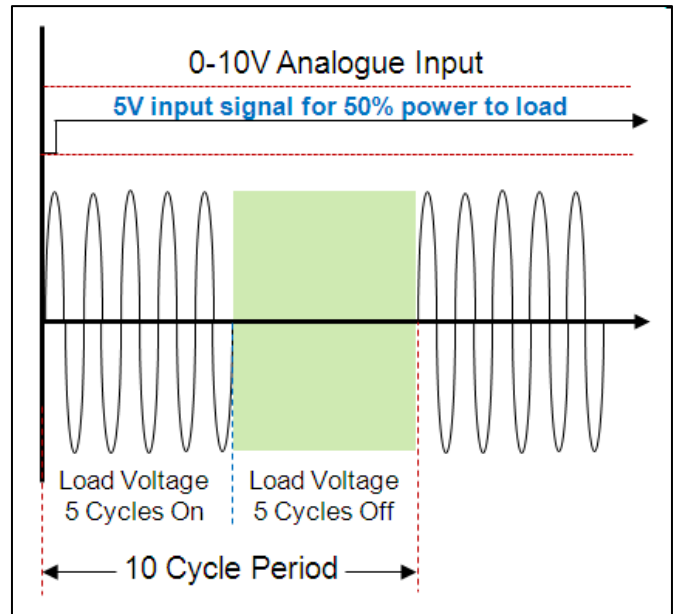 0-10V Analogue Input
5V input signal for 50% power to load
Load Voltage
5 Cycles On
Load Voltage
5 Cycles Off
10 Cycle Period